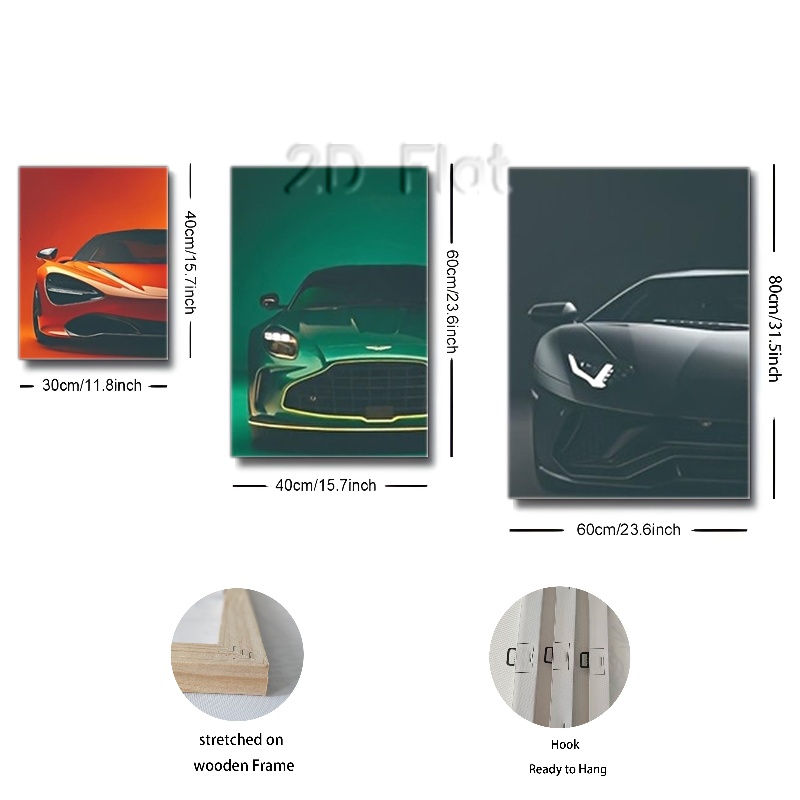 2D Flat
40cm/15.7inch
30cm/11.8inch
60cm/23.6inch
40cm/15.7inch
80cm/31.5inch
60cm/23.6inch
stretched on
wooden Frame
Hook
Ready to Hang